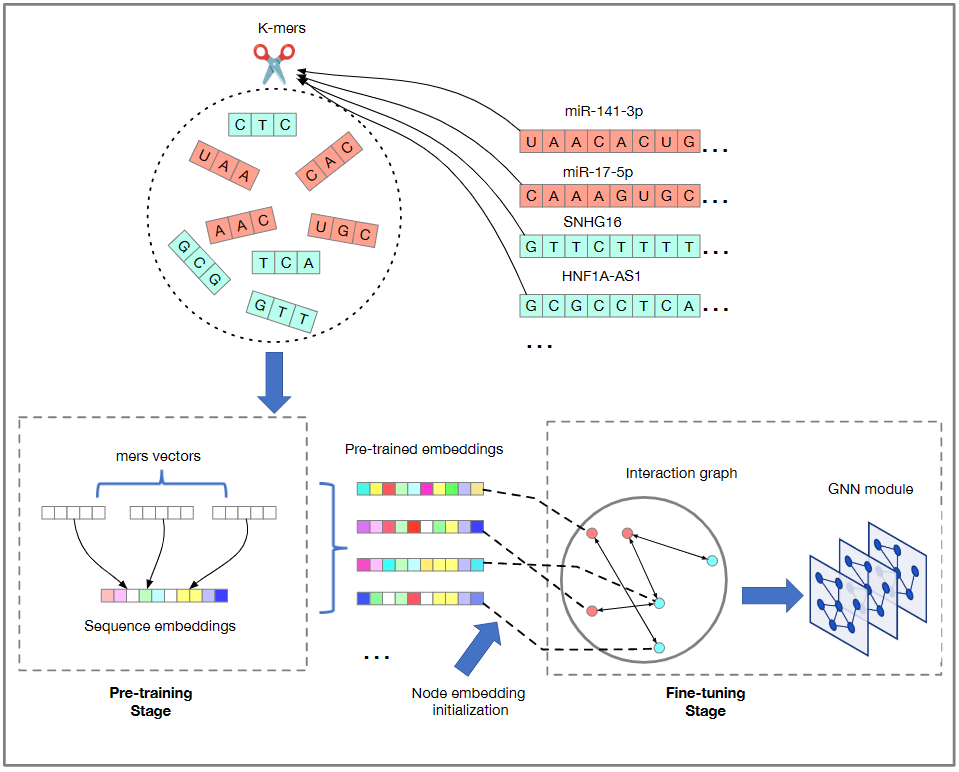 K-mers
C T C
U A A
C A C
A A C
U G C
G C G
T C A
G T T
miR-141-3p
U A A C A C U G ...
miR-17-5p
C A A A G U G C ...
SNHG16
G T T C T T T T ...
HNF1A-AS1
G C G C C T C A ...
...
mers vectors
Sequence embeddings
Pre-training
Stage
Pre-trained embeddings
...
Node embedding
initialization
Interaction graph
GNN module
Fine-tuning
Stage